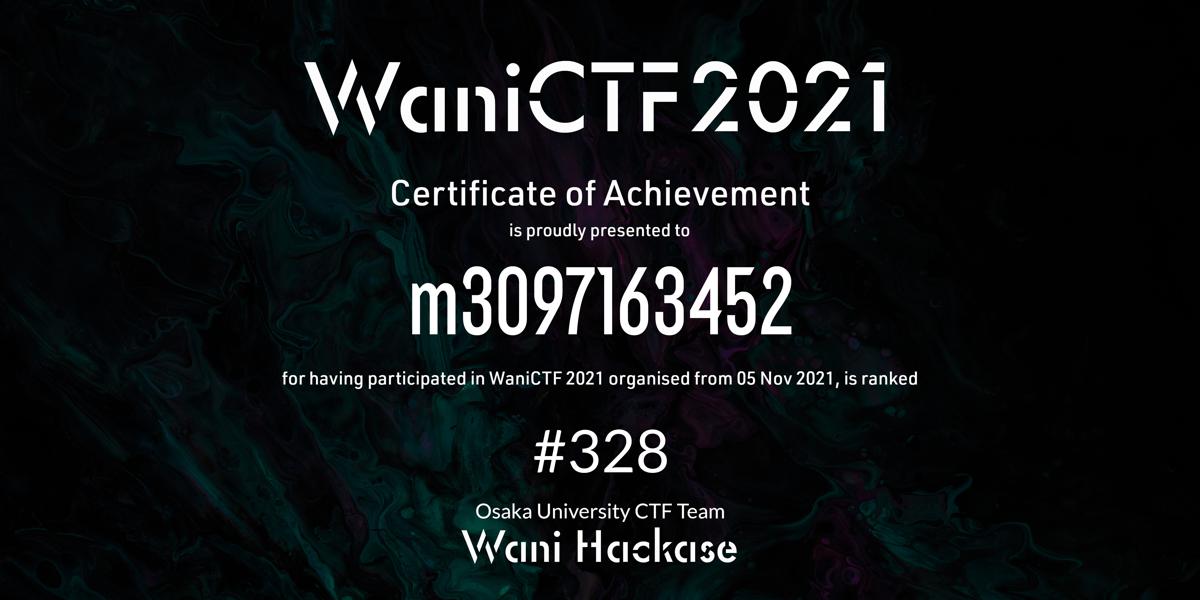 WaniCTF2021
Certificate of Achievement
is proudly presented to
m3097163452
for having participated in WaniCTF 2021 organised from 05 Nov 2021, is ranked
#328
Osaka University CTF Team
Wani Hackase